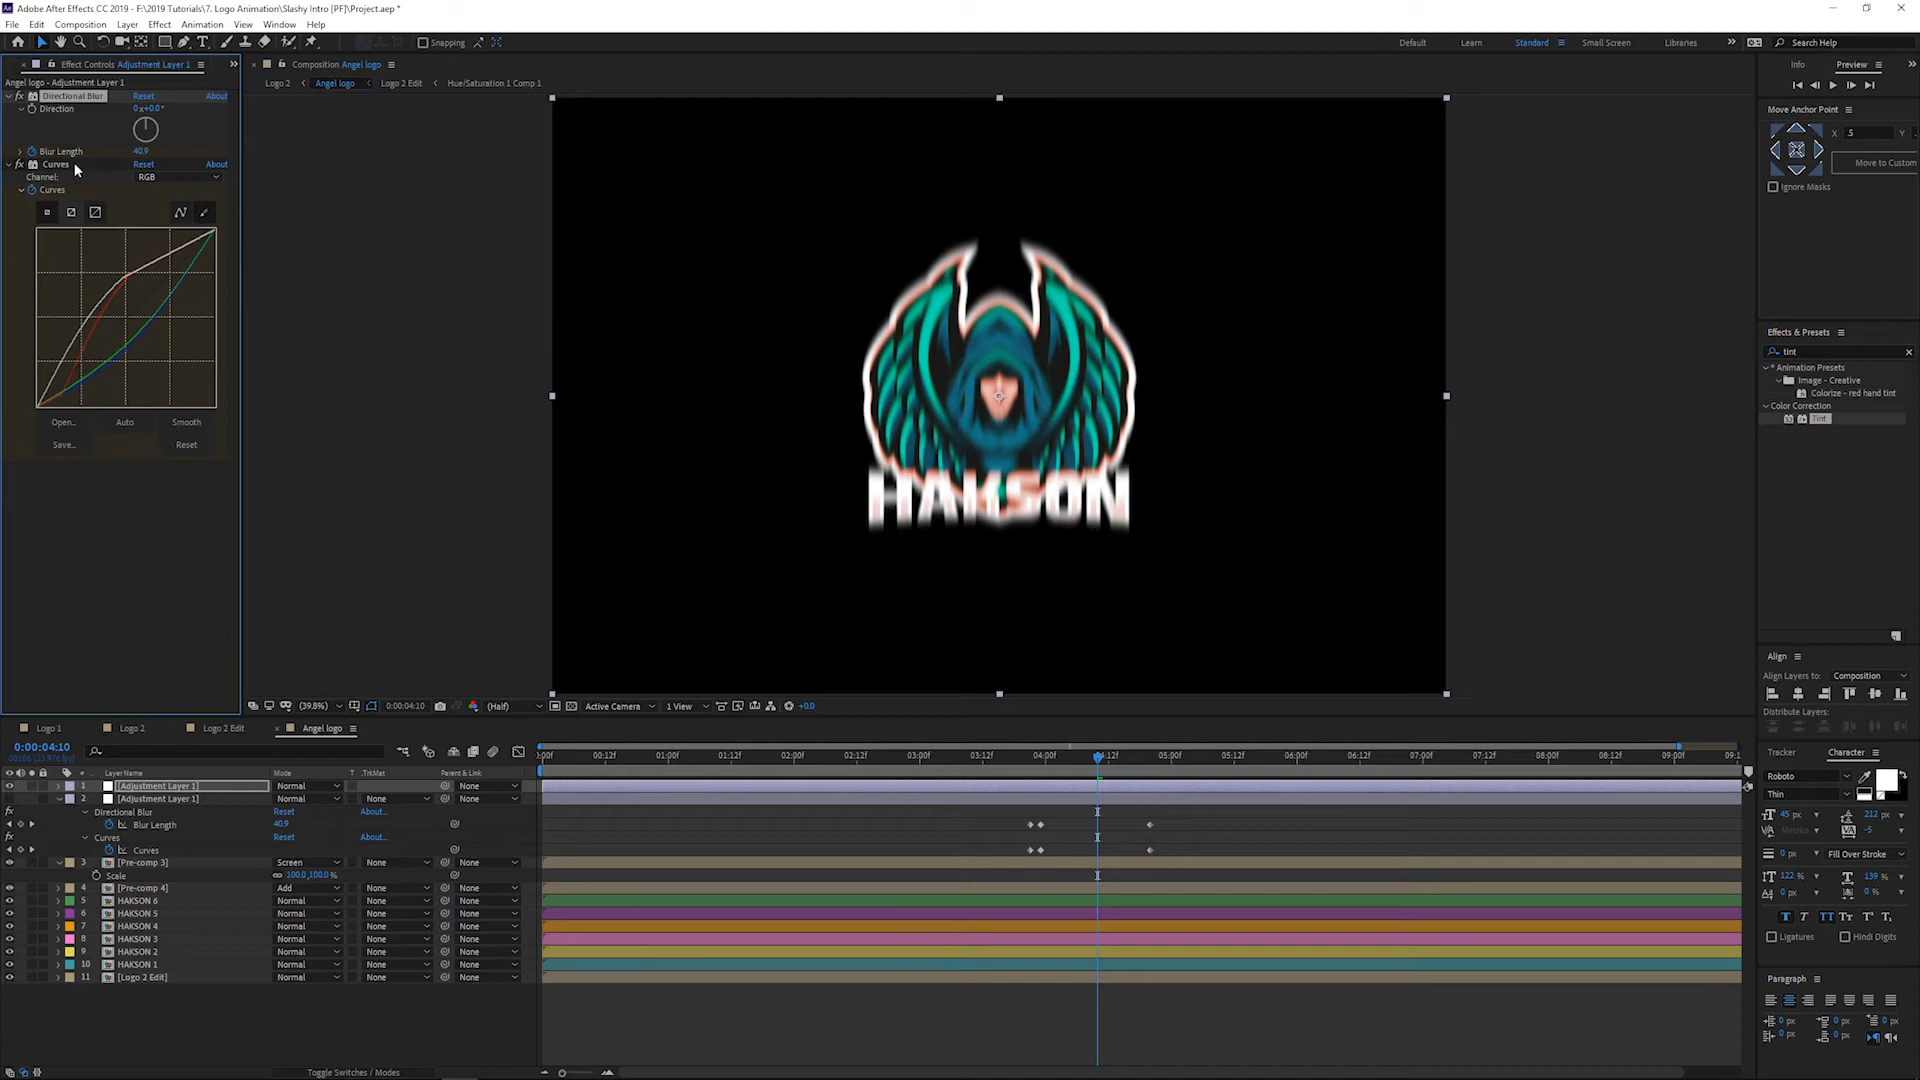 Adobe After Effects CC 2019 - F:\2019 Tutorials\7. Logo Animation\Slashy Intro [PF]\Project.aep *
File Edit Composition Layer Effect Animation View Window Help
Snapping Default Learn Standard Small Screen Libraries Search Help
Effect Controls Adjustment Layer 1
Angel logo - Adjustment Layer 1
Directional Blur Reset About
Direction 0 x+0.0°
Blur Length 40.9
Curves Reset About
Channel: RGB
Curves
Open... Auto Smooth
Save... Reset
Composition Angel logo
Logo 2 Angel logo Logo 2 Edit Hue/Saturation 1 Comp 1
HAKSON
(39.8%) 0:00:04:10 (Half) Active Camera 1 View +0.0
Info Preview
Move Anchor Point
X .5 Y
Move to Custom
Ignore Masks
Effects & Presets
tint
* Animation Presets
Image - Creative
Colorize - red hand tint
Color Correction
Tint
Align
Align Layers to: Composition
Distribute Layers:
Tracker Character
Roboto
Thin
45 px 212 px
Metrics -5
0 px Fill Over Stroke
122 % 139 %
0 px 0 %
T T TT Tt T¹ T₁
Ligatures Hindi Digits
Paragraph
0 px 0 px 0 px
0 px 0 px
Logo 1 Logo 2 Logo 2 Edit Angel logo
0:00:04:10
00106 (23.976 fps)
:00f 00:12f 01:00f 01:12f 02:00f 02:12f 03:00f 03:12f 04:00f 04:12f 05:00f 05:12f 06:00f 06:12f 07:00f 07:12f 08:00f 08:12f 09:00f 09:1
# Layer Name Mode T .TrkMat Parent & Link
1 [Adjustment Layer 1] Normal None
2 [Adjustment Layer 1] Normal None None
Directional Blur Reset About...
Blur Length 40.9
Curves Reset About...
Curves
3 [Pre-comp 3] Screen None None
Scale 100.0,100.0 %
4 [Pre-comp 4] Add None None
5 HAKSON 6 Normal None None
6 HAKSON 5 Normal None None
7 HAKSON 4 Normal None None
8 HAKSON 3 Normal None None
9 HAKSON 2 Normal None None
10 HAKSON 1 Normal None None
11 [Logo 2 Edit] Normal None None
Toggle Switches / Modes